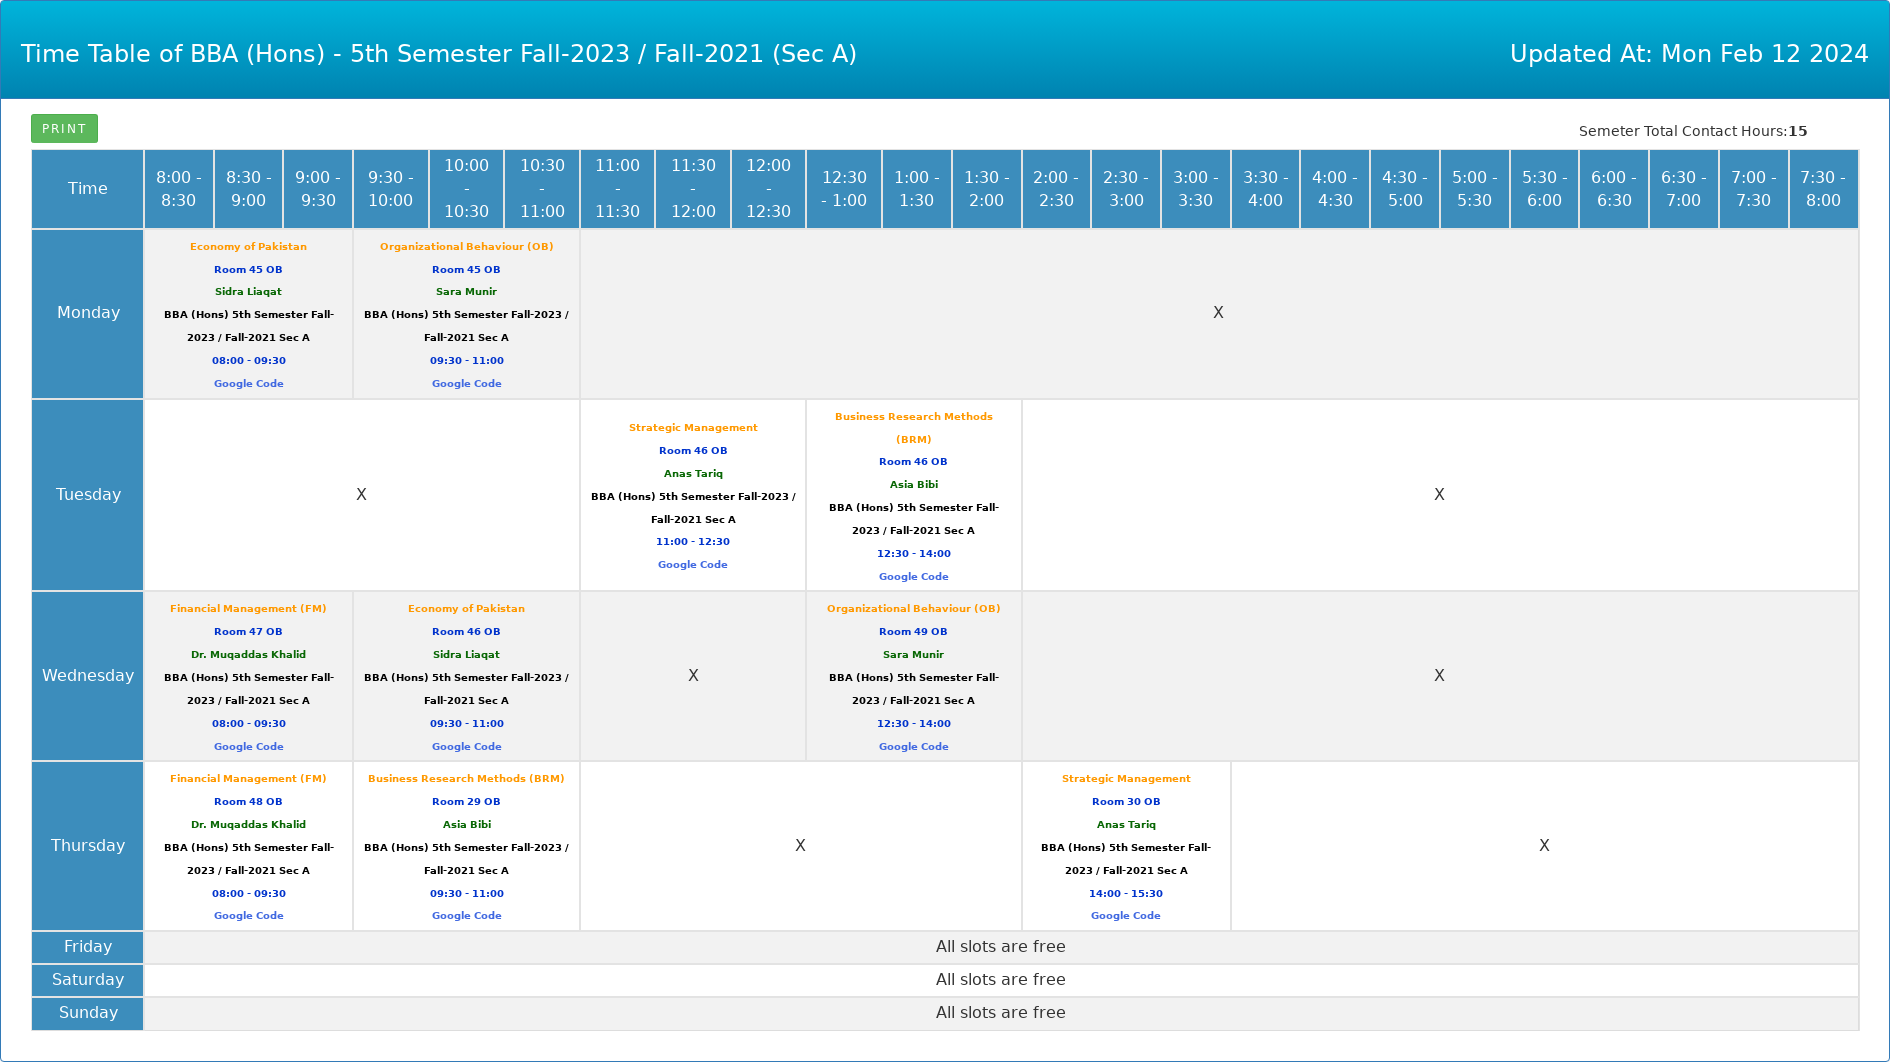 Time Table of BBA (Hons) - 5th Semester Fall-2023 / Fall-2021 (Sec A)
Updated At: Mon Feb 12 2024
PRINT
Semeter Total Contact Hours:15
Time
8:00 -
8:30
8:30 -
9:00
9:00 -
9:30
9:30 -
10:00
10:00
-
10:30
10:30
-
11:00
11:00
-
11:30
11:30
-
12:00
12:00
-
12:30
12:30
- 1:00
1:00 -
1:30
1:30 -
2:00
2:00 -
2:30
2:30 -
3:00
3:00 -
3:30
3:30 -
4:00
4:00 -
4:30
4:30 -
5:00
5:00 -
5:30
5:30 -
6:00
6:00 -
6:30
6:30 -
7:00
7:00 -
7:30
7:30 -
8:00
Monday
Economy of Pakistan
Room 45 OB
Sidra Liaqat
BBA (Hons) 5th Semester Fall-
2023 / Fall-2021 Sec A
08:00 - 09:30
Google Code
Organizational Behaviour (OB)
Room 45 OB
Sara Munir
BBA (Hons) 5th Semester Fall-2023 /
Fall-2021 Sec A
09:30 - 11:00
Google Code
X
Tuesday
X
Strategic Management
Room 46 OB
Anas Tariq
BBA (Hons) 5th Semester Fall-2023 /
Fall-2021 Sec A
11:00 - 12:30
Google Code
Business Research Methods
(BRM)
Room 46 OB
Asia Bibi
BBA (Hons) 5th Semester Fall-
2023 / Fall-2021 Sec A
12:30 - 14:00
Google Code
X
Wednesday
Financial Management (FM)
Room 47 OB
Dr. Muqaddas Khalid
BBA (Hons) 5th Semester Fall-
2023 / Fall-2021 Sec A
08:00 - 09:30
Google Code
Economy of Pakistan
Room 46 OB
Sidra Liaqat
BBA (Hons) 5th Semester Fall-2023 /
Fall-2021 Sec A
09:30 - 11:00
Google Code
X
Organizational Behaviour (OB)
Room 49 OB
Sara Munir
BBA (Hons) 5th Semester Fall-
2023 / Fall-2021 Sec A
12:30 - 14:00
Google Code
X
Thursday
Financial Management (FM)
Room 48 OB
Dr. Muqaddas Khalid
BBA (Hons) 5th Semester Fall-
2023 / Fall-2021 Sec A
08:00 - 09:30
Google Code
Business Research Methods (BRM)
Room 29 OB
Asia Bibi
BBA (Hons) 5th Semester Fall-2023 /
Fall-2021 Sec A
09:30 - 11:00
Google Code
X
Strategic Management
Room 30 OB
Anas Tariq
BBA (Hons) 5th Semester Fall-
2023 / Fall-2021 Sec A
14:00 - 15:30
Google Code
X
Friday
All slots are free
Saturday
All slots are free
Sunday
All slots are free